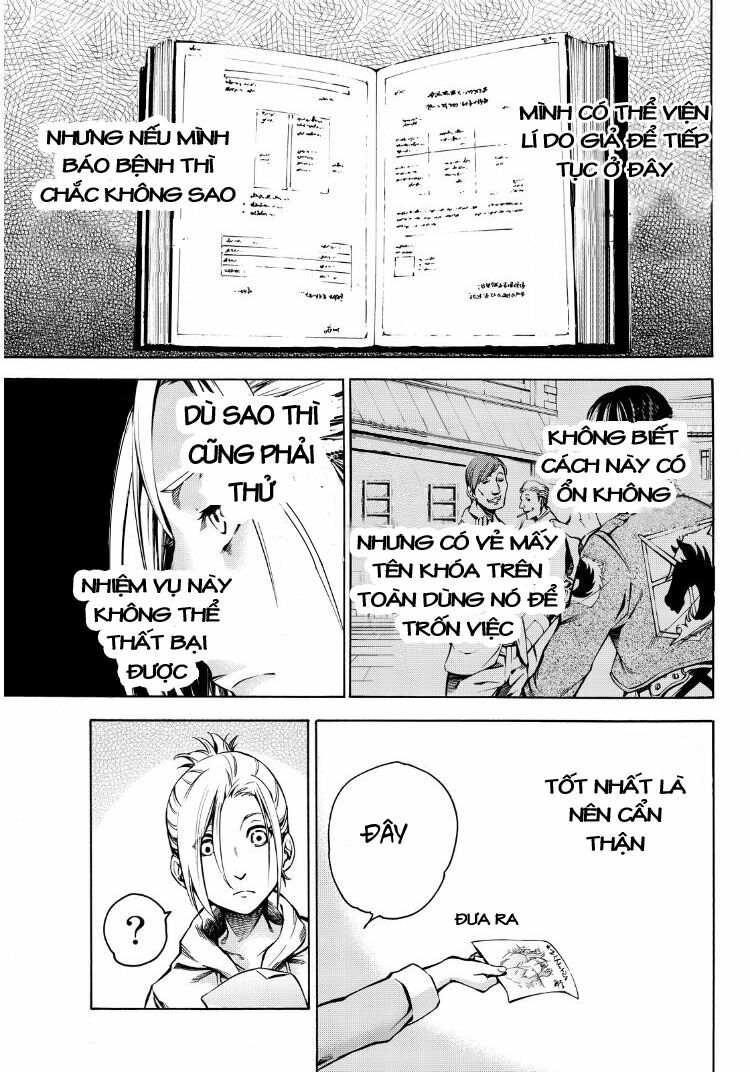 MÌNH CÓ THỂ VIỆN
LÍ DO GIẢ ĐỂ TIẾP
TỤC Ở ĐÂY
NHƯNG NẾU MÌNH
BÁO BỆNH THÌ
CHẮC KHÔNG SAO
KHÔNG BIẾT
CÁCH NÀY CÓ
ỔN KHÔNG
NHƯNG CÓ VẺ MẤY
TÊN KHÓA TRÊN
TOÀN DÙNG NÓ ĐỂ
TRỐN VIỆC
DÙ SAO THÌ
CŨNG PHẢI
THỬ
NHIỆM VỤ NÀY
KHÔNG THỂ
THẤT BẠI
ĐƯỢC
TỐT NHẤT LÀ
NÊN CẨN
THẬN
ĐÂY
ĐƯA RA
?